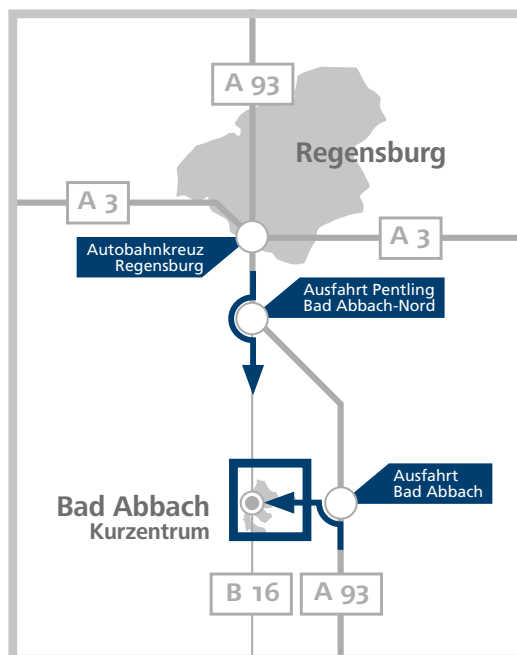 A 93
Regensburg
A 3
A 3
Autobahnkreuz
Regensburg
Ausfahrt Pentling
Bad Abbach-Nord
Ausfahrt
Bad Abbach
Bad Abbach
Kurzentrum
B 16
A 93